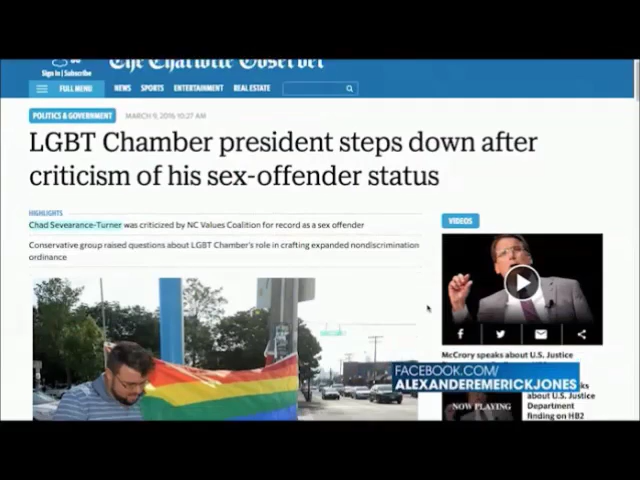 The Charlotte Observer
Sign In | Subscribe
FULL MENU NEWS SPORTS ENTERTAINMENT REAL ESTATE
POLITICS & GOVERNMENT MARCH 9, 2016 10:27 AM
LGBT Chamber president steps down after
criticism of his sex-offender status
HIGHLIGHTS
Chad Sevearance-Turner was criticized by NC Values Coalition for record as a sex offender
Conservative group raised questions about LGBT Chamber's role in crafting expanded nondiscrimination
ordinance
VIDEOS
McCrory speaks about U.S. Justice
FACEBOOK.COM/
ALEXANDEREMERICKJONES
NOW PLAYING
about U.S. Justice
Department
finding on HB2